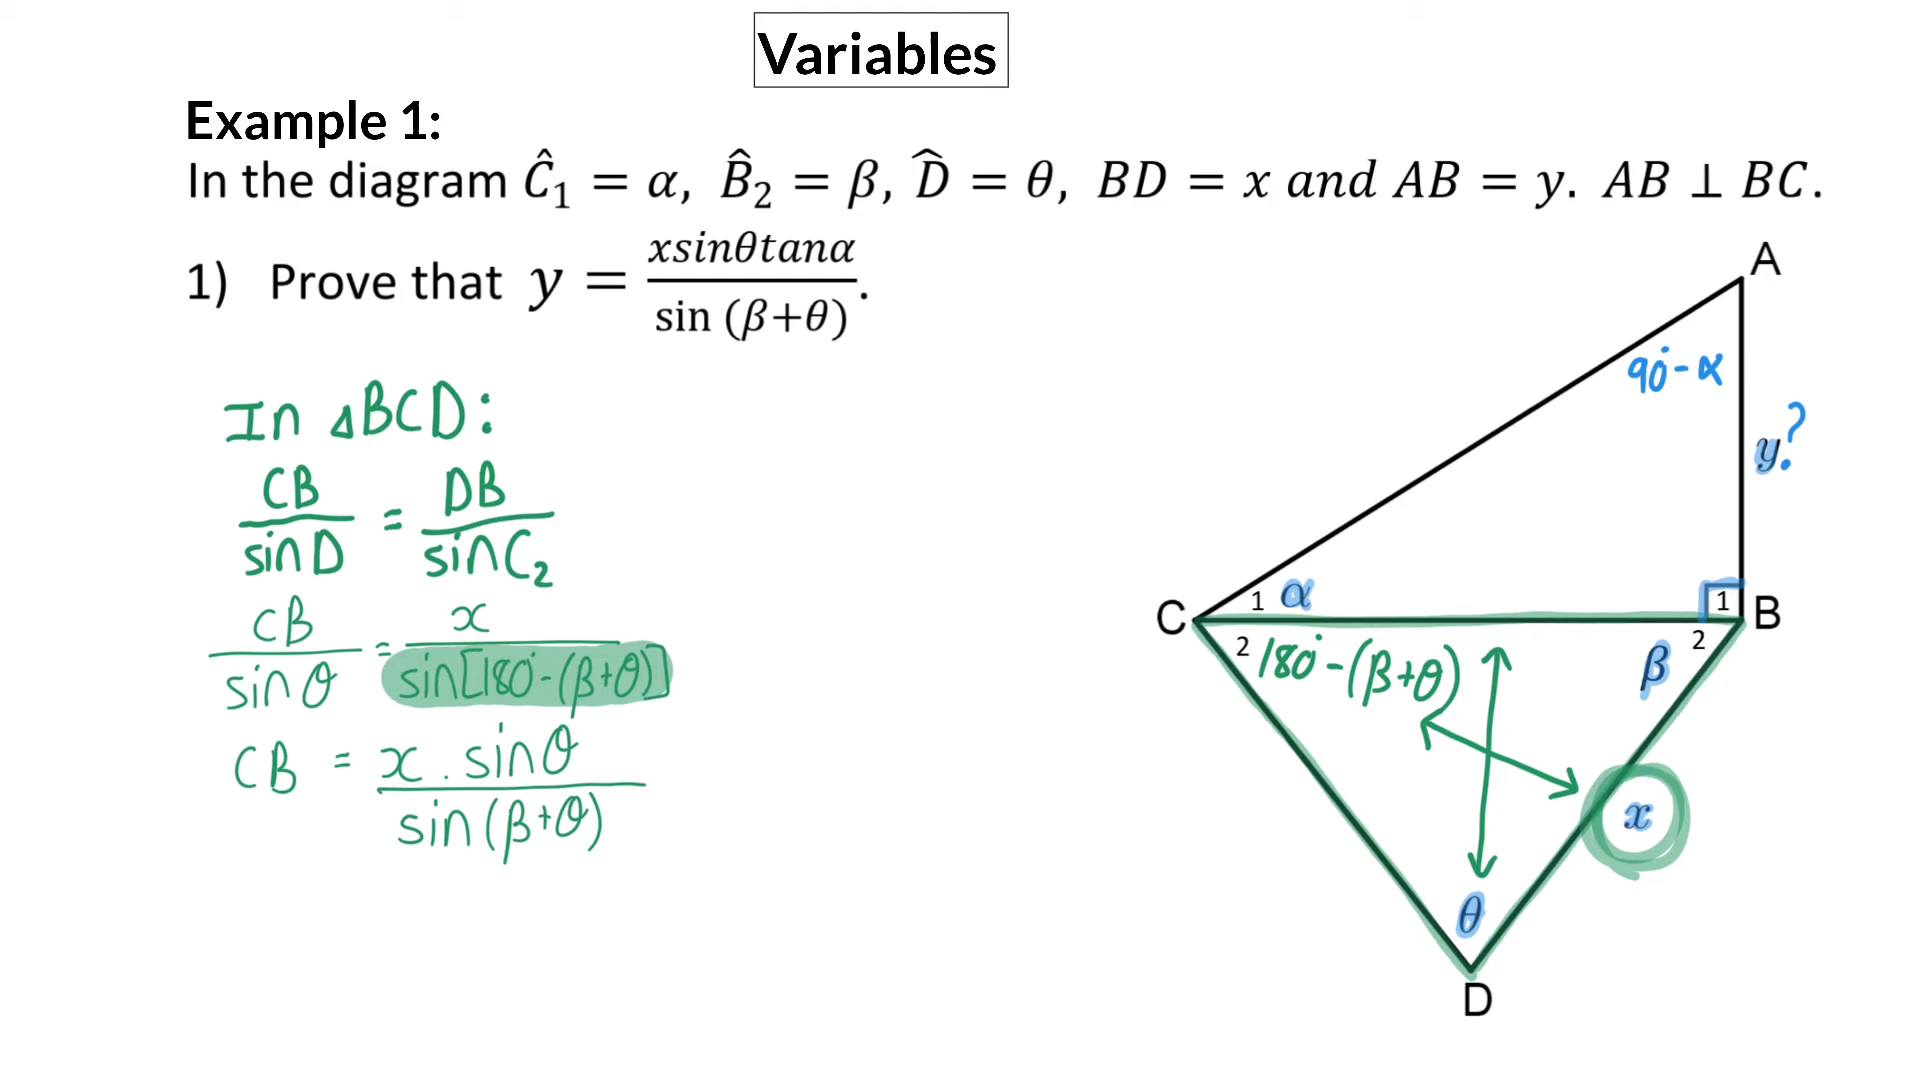 Variables
Example 1:
In the diagram Ĉ₁ = α, B̂₂ = β, D̂ = θ, BD = x and AB = y. AB ⊥ BC.
1) Prove that y = xsinθtanα / sin (β+θ).
In ΔBCD:
CB / sin D = DB / sin C₂
CB / sin θ = x / sin[180° - (β+θ)]
CB = x . sin θ / sin (β+θ)
A
90° - α
y?
C 1 α 1 B
2 180° - (β+θ) β 2
x
θ
D